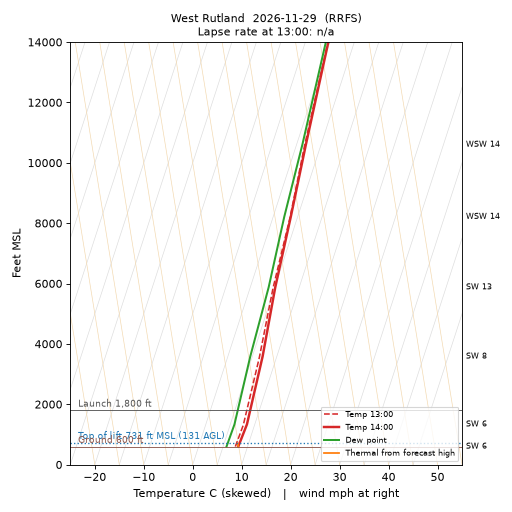 West Rutland  2026-11-29  (RRFS)
Lapse rate at 13:00: n/a
14000
12000
10000
8000
6000
4000
2000
0
Feet MSL
WSW 14
WSW 14
SW 13
SW 8
SW 6
SW 6
Launch 1,800 ft
Top of lift 731 ft MSL (131 AGL)
Ground 600 ft
Temp 13:00
Temp 14:00
Dew point
Thermal from forecast high
−20 −10 0 10 20 30 40 50
Temperature C (skewed)   |   wind mph at right